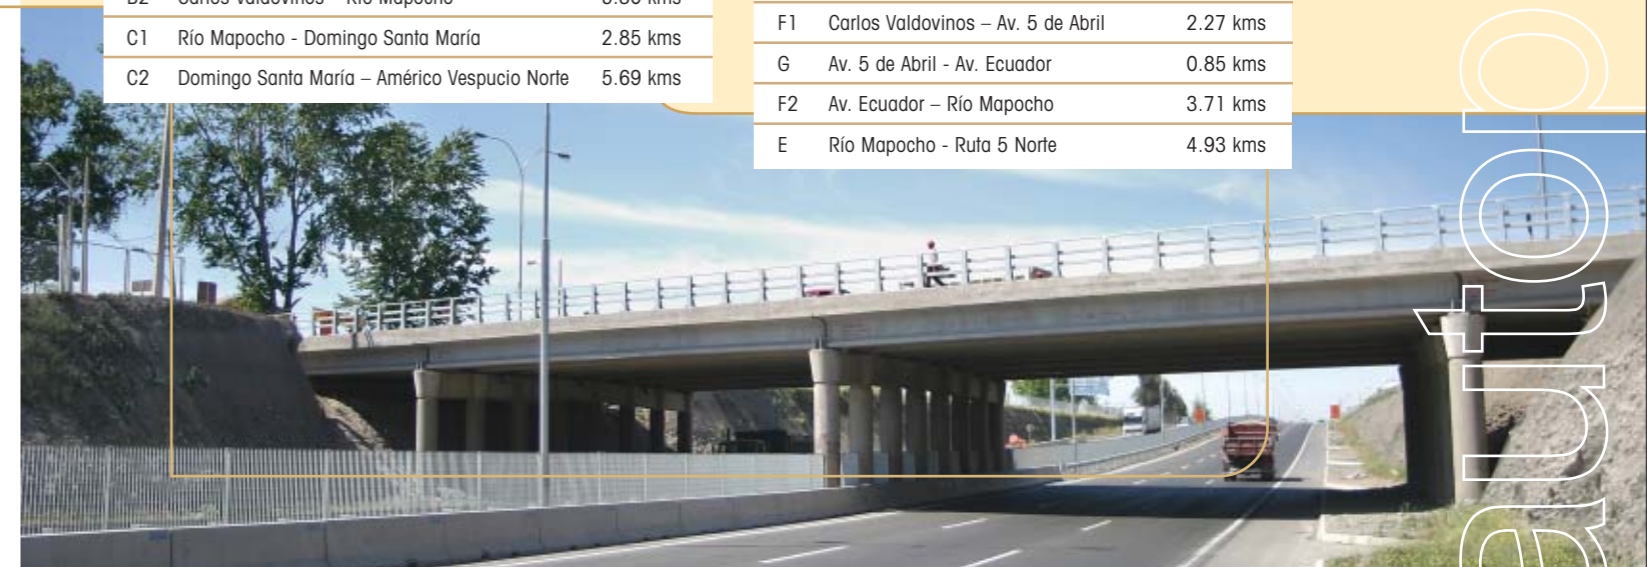 C1 Río Mapocho - Domingo Santa María 2.85 kms
C2 Domingo Santa María – Américo Vespucio Norte 5.69 kms
F1 Carlos Valdovinos – Av. 5 de Abril 2.27 kms
G Av. 5 de Abril - Av. Ecuador 0.85 kms
F2 Av. Ecuador – Río Mapocho 3.71 kms
E Río Mapocho - Ruta 5 Norte 4.93 kms
autop